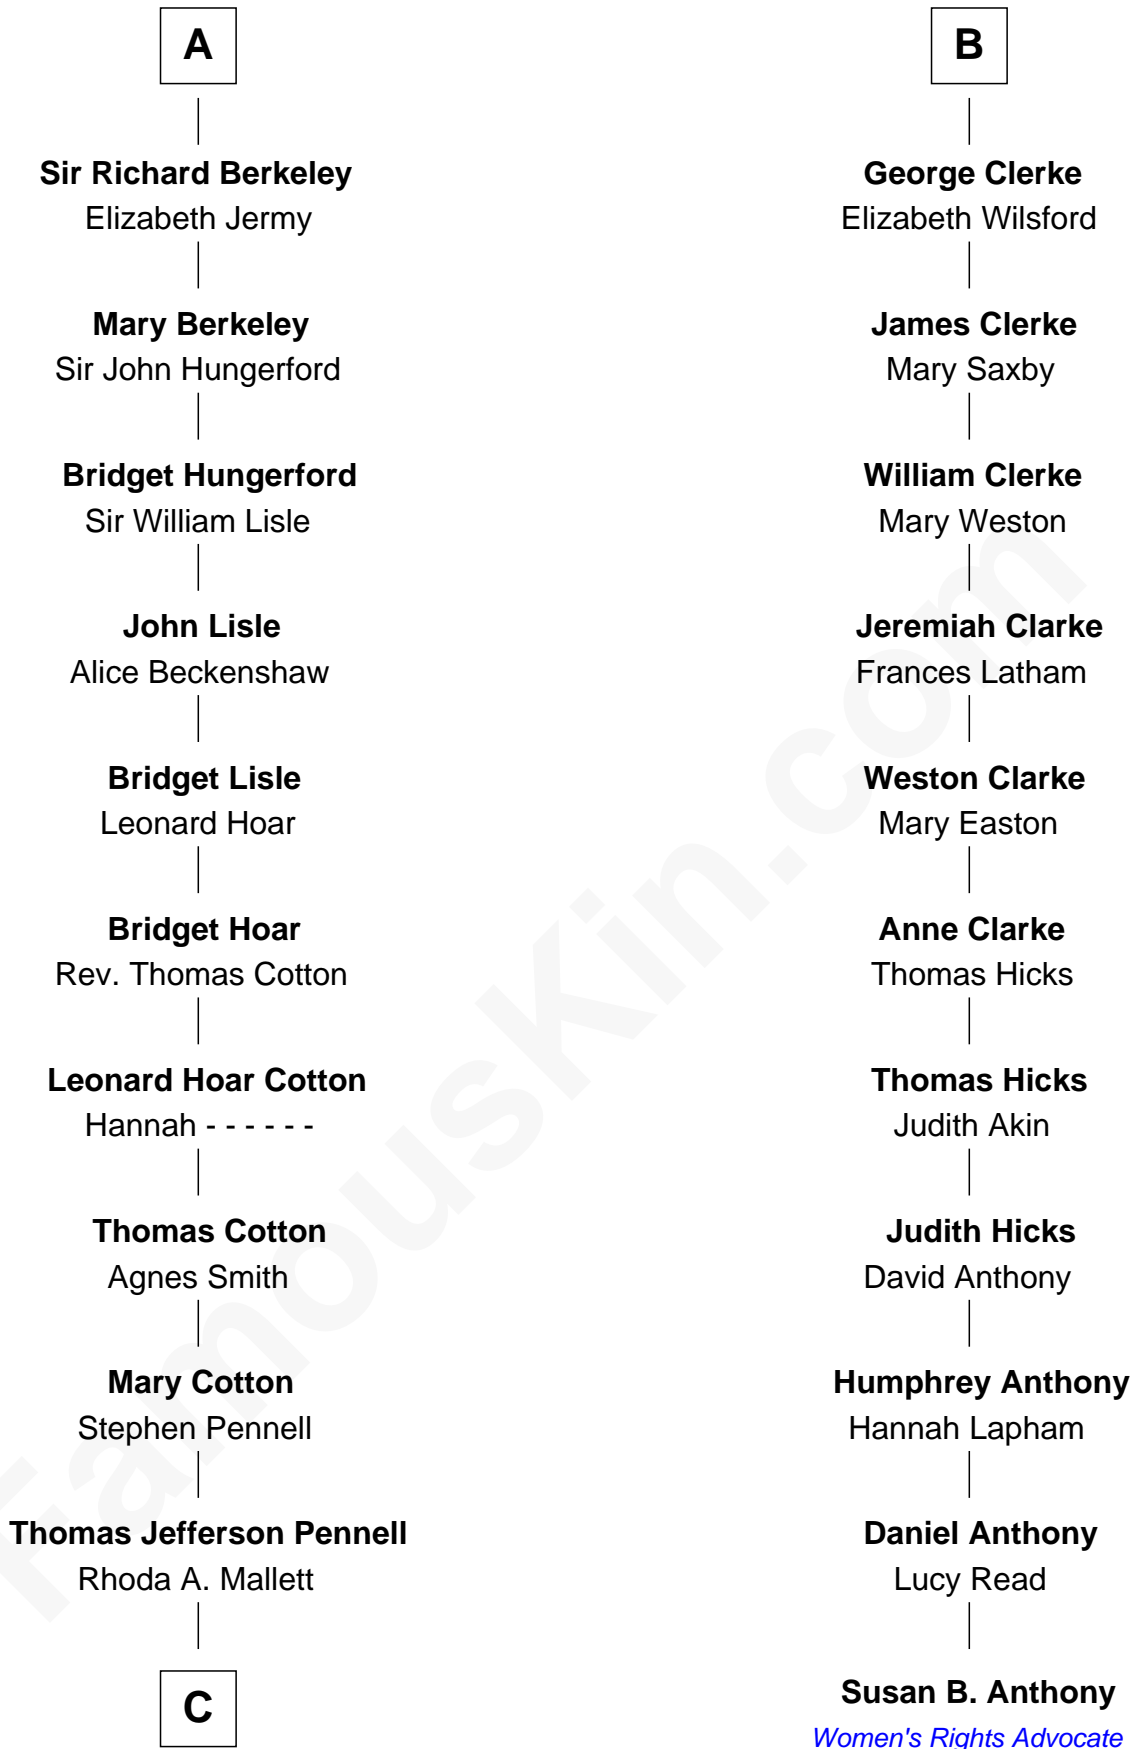 A
Sir Richard Berkeley
Elizabeth Jermy
Mary Berkeley
Sir John Hungerford
Bridget Hungerford
Sir William Lisle
John Lisle
Alice Beckenshaw
Bridget Lisle
Leonard Hoar
Bridget Hoar
Rev. Thomas Cotton
Leonard Hoar Cotton
Hannah - - - - - -
Thomas Cotton
Agnes Smith
Mary Cotton
Stephen Pennell
Thomas Jefferson Pennell
Rhoda A. Mallett
C
B
George Clerke
Elizabeth Wilsford
James Clerke
Mary Saxby
William Clerke
Mary Weston
Jeremiah Clarke
Frances Latham
Weston Clarke
Mary Easton
Anne Clarke
Thomas Hicks
Thomas Hicks
Judith Akin
Judith Hicks
David Anthony
Humphrey Anthony
Hannah Lapham
Daniel Anthony
Lucy Read
Susan B. Anthony
Women's Rights Advocate
FamousKin.com